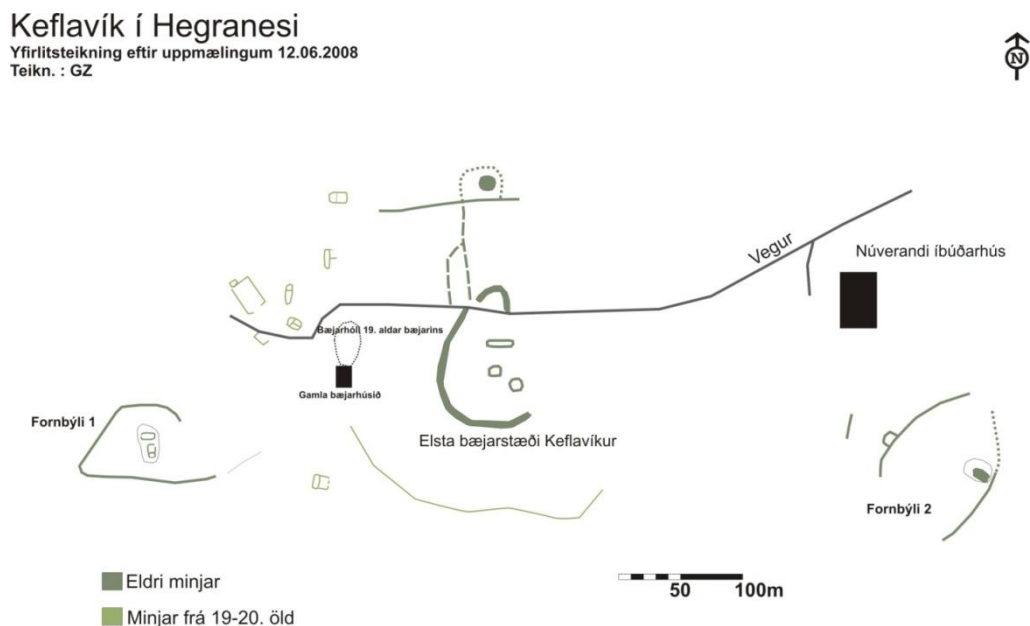 Keflavík í Hegranesi
Yfirlitsteikning eftir uppmælingum 12.06.2008
Teikn. : GZ
N
Vegur
Núverandi íbúðarhús
Bæjarhóll 19. aldar bæjarins
Gamla bæjarhúsið
Fornbýli 1
Elsta bæjarstæði Keflavíkur
Fornbýli 2
Eldri minjar
50 100m
Minjar frá 19-20. öld